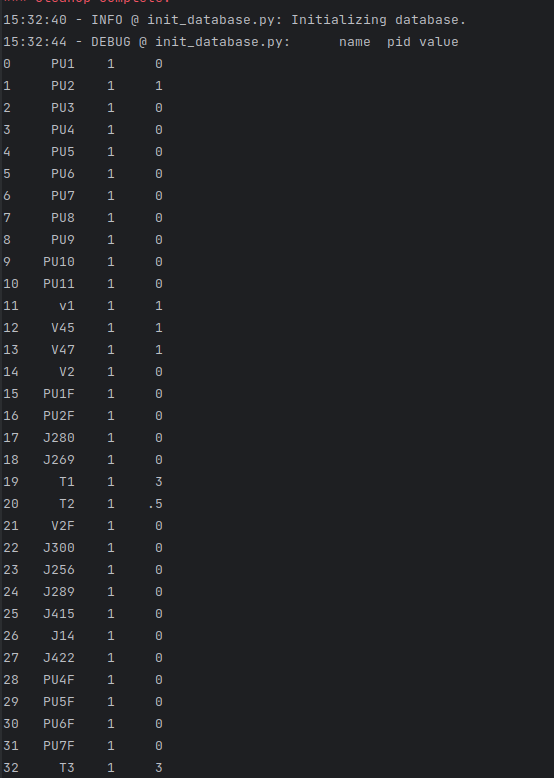 ### Cleanup Complete.
15:32:40 - INFO @ init_database.py: Initializing database.
15:32:44 - DEBUG @ init_database.py:      name  pid value
0     PU1    1     0
1     PU2    1     1
2     PU3    1     0
3     PU4    1     0
4     PU5    1     0
5     PU6    1     0
6     PU7    1     0
7     PU8    1     0
8     PU9    1     0
9    PU10    1     0
10   PU11    1     0
11     v1    1     1
12    V45    1     1
13    V47    1     1
14     V2    1     0
15   PU1F    1     0
16   PU2F    1     0
17   J280    1     0
18   J269    1     0
19     T1    1     3
20     T2    1    .5
21    V2F    1     0
22   J300    1     0
23   J256    1     0
24   J289    1     0
25   J415    1     0
26    J14    1     0
27   J422    1     0
28   PU4F    1     0
29   PU5F    1     0
30   PU6F    1     0
31   PU7F    1     0
32     T3    1     3